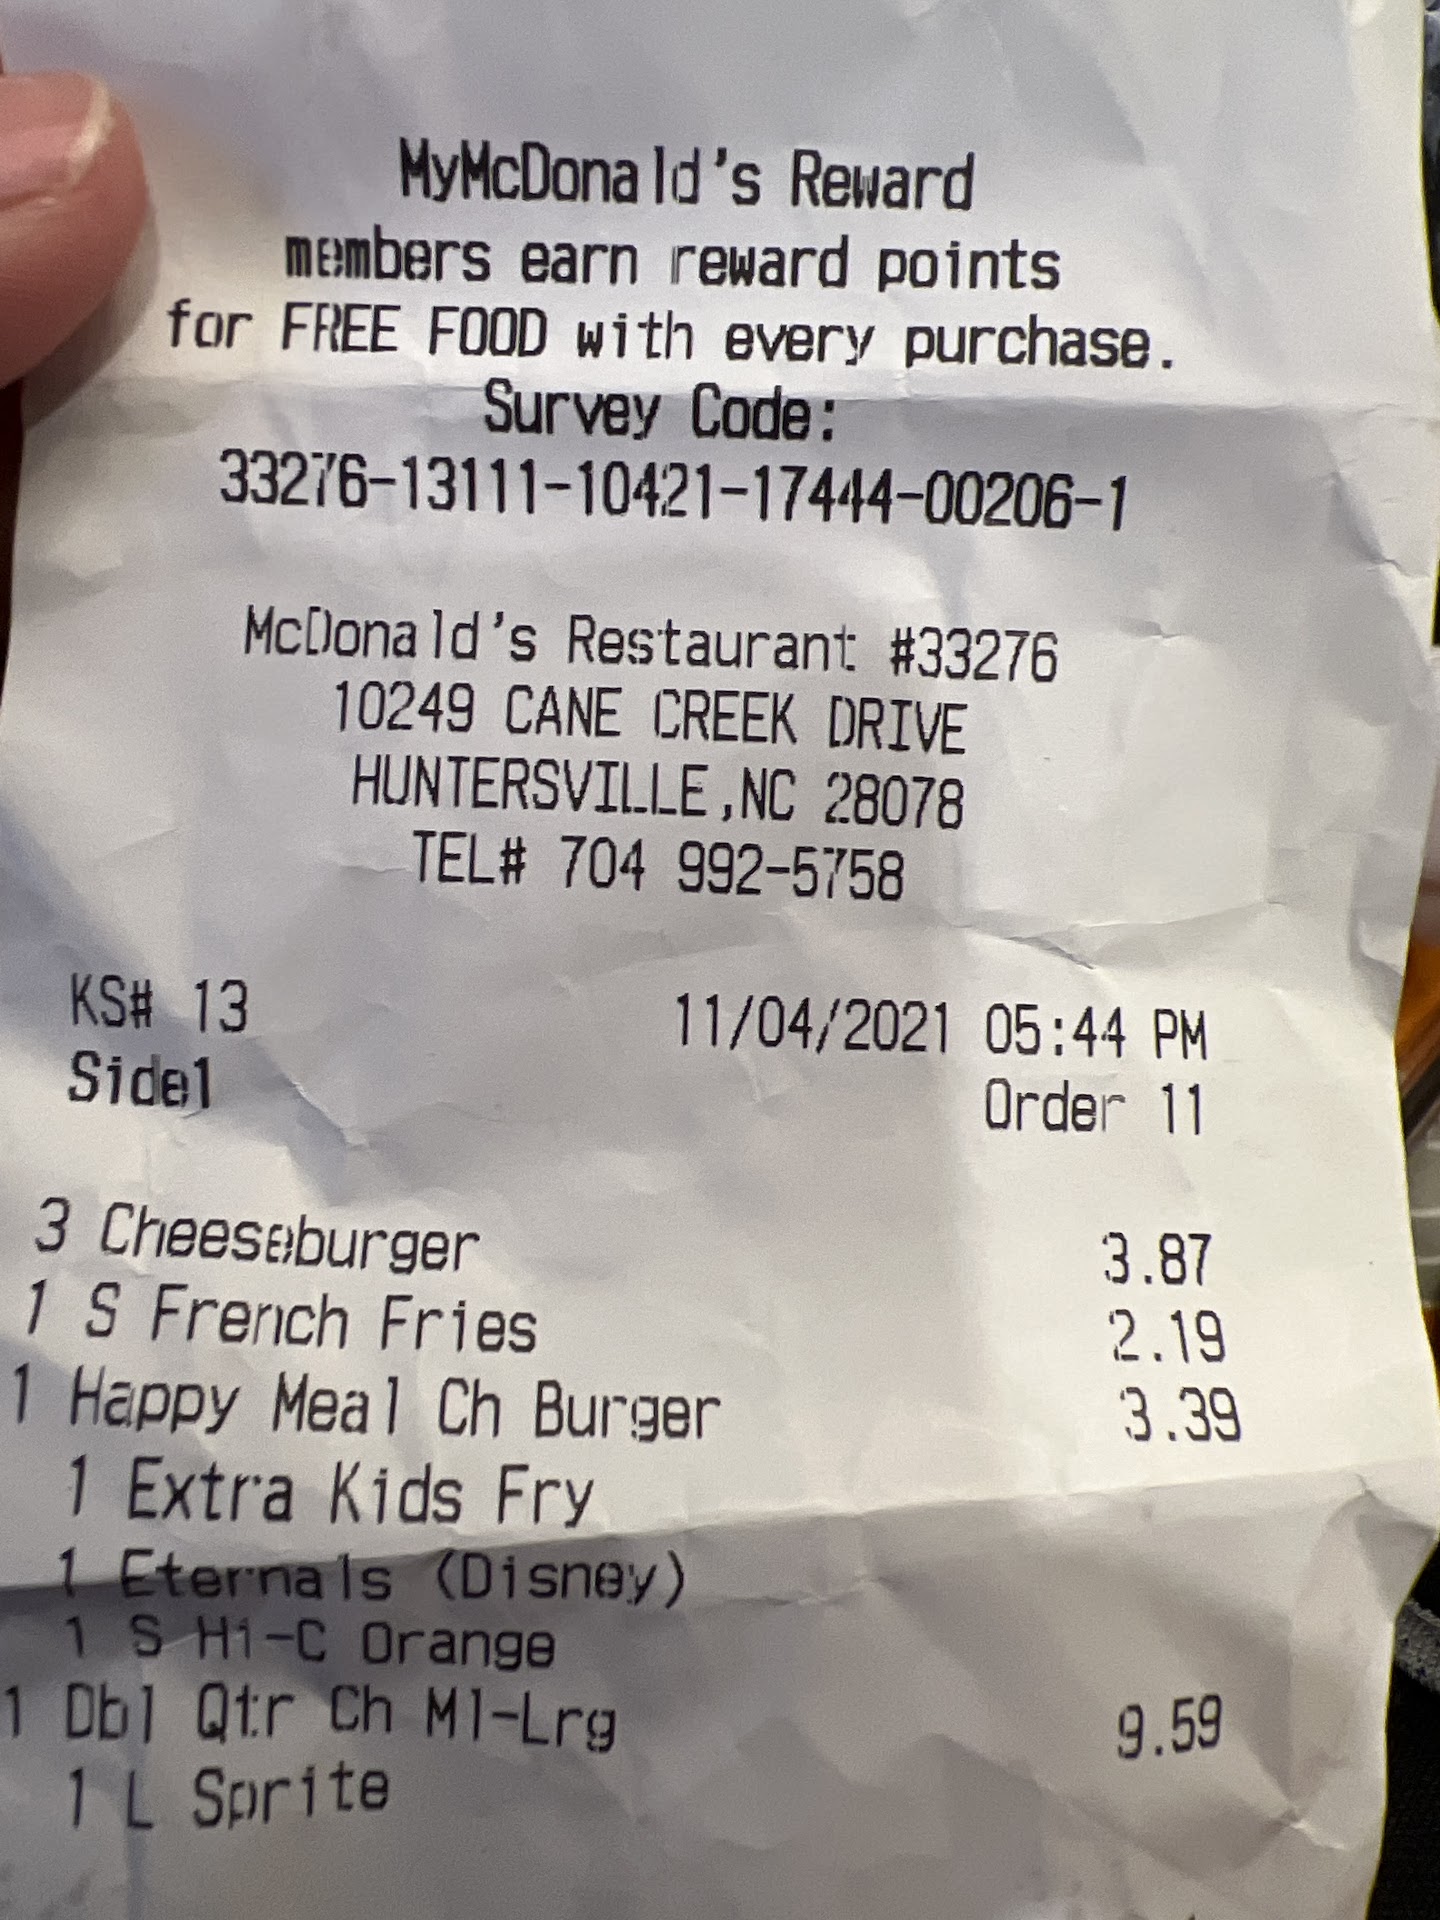 MyMcDonald's Reward
members earn reward points
for FREE FOOD with every purchase.
Survey Code:
33276-13111-10421-17444-00206-1
McDonald's Restaurant #33276
10249 CANE CREEK DRIVE
HUNTERSVILLE,NC 28078
TEL# 704 992-5758
KS# 13 11/04/2021 05:44 PM
Side1 Order 11
3 Cheeseburger 3.87
1 S French Fries 2.19
1 Happy Meal Ch Burger 3.39
1 Extra Kids Fry
1 Eternals (Disney)
1 S Hi-C Orange
1 Dbl Qtr Ch Ml-Lrg 9.59
1 L Sprite